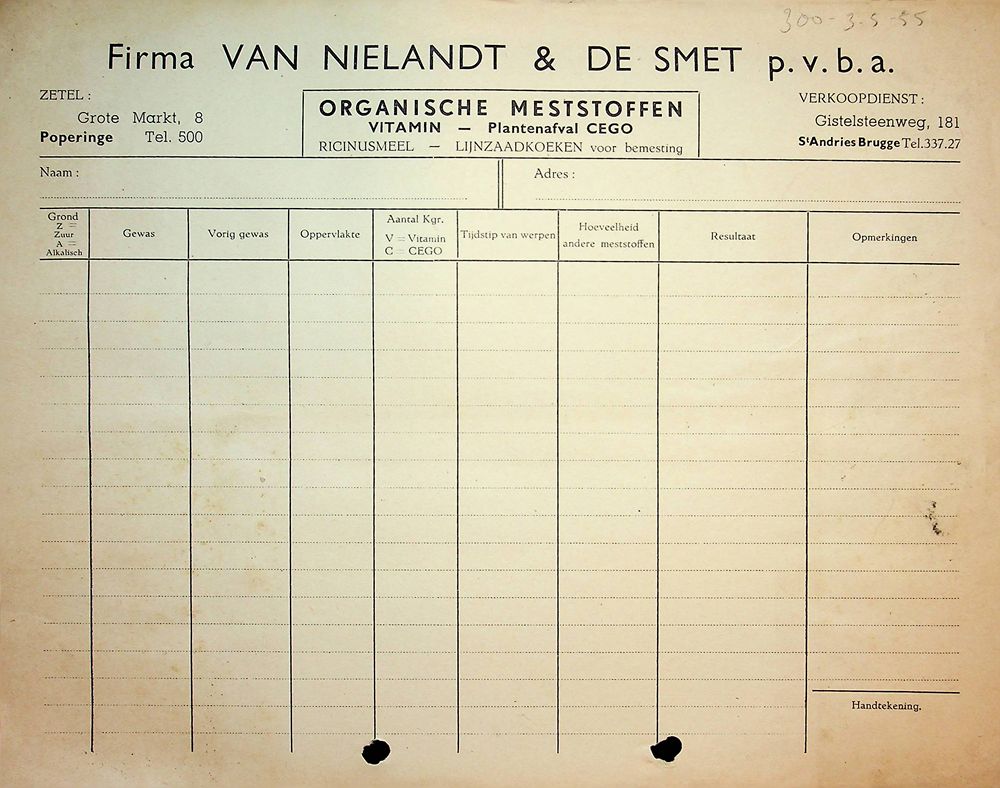 300-3-5-55
Firma VAN NIELANDT & DE SMET p.v.b.a.
ZETEL :
Grote Markt, 8
Poperinge Tel. 500
ORGANISCHE MESTSTOFFEN
VITAMIN — Plantenafval CEGO
RICINUSMEEL — LIJNZAADKOEKEN voor bemesting
VERKOOPDIENST :
Gistelsteenweg, 181
St Andries Brugge Tel. 337.27
Naam :
Adres :
Grond
Z =
Zuur
A =
Alkalisch
Gewas
Vorig gewas
Oppervlakte
Aantal Kgr.
V = Vitamin
C = CEGO
Tijdstip van werpen
Hoeveelheid
andere meststoffen
Resultaat
Opmerkingen
Handtekening.